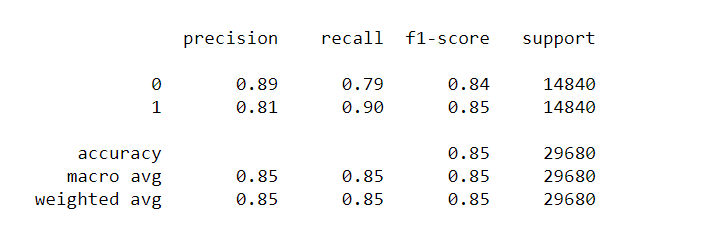 precision recall f1-score support
0 0.89 0.79 0.84 14840
1 0.81 0.90 0.85 14840
accuracy 0.85 29680
macro avg 0.85 0.85 0.85 29680
weighted avg 0.85 0.85 0.85 29680